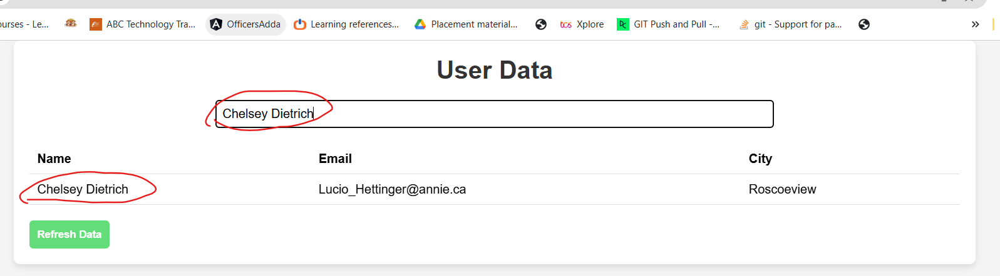 ourses - Le... ABC Technology Tra... OfficersAdda Learning references... Placement material... tcs Xplore GIT Push and Pull -... git - Support for pa... »
User Data
Chelsey Dietrich
Name Email City
Chelsey Dietrich Lucio_Hettinger@annie.ca Roscoeview
Refresh Data